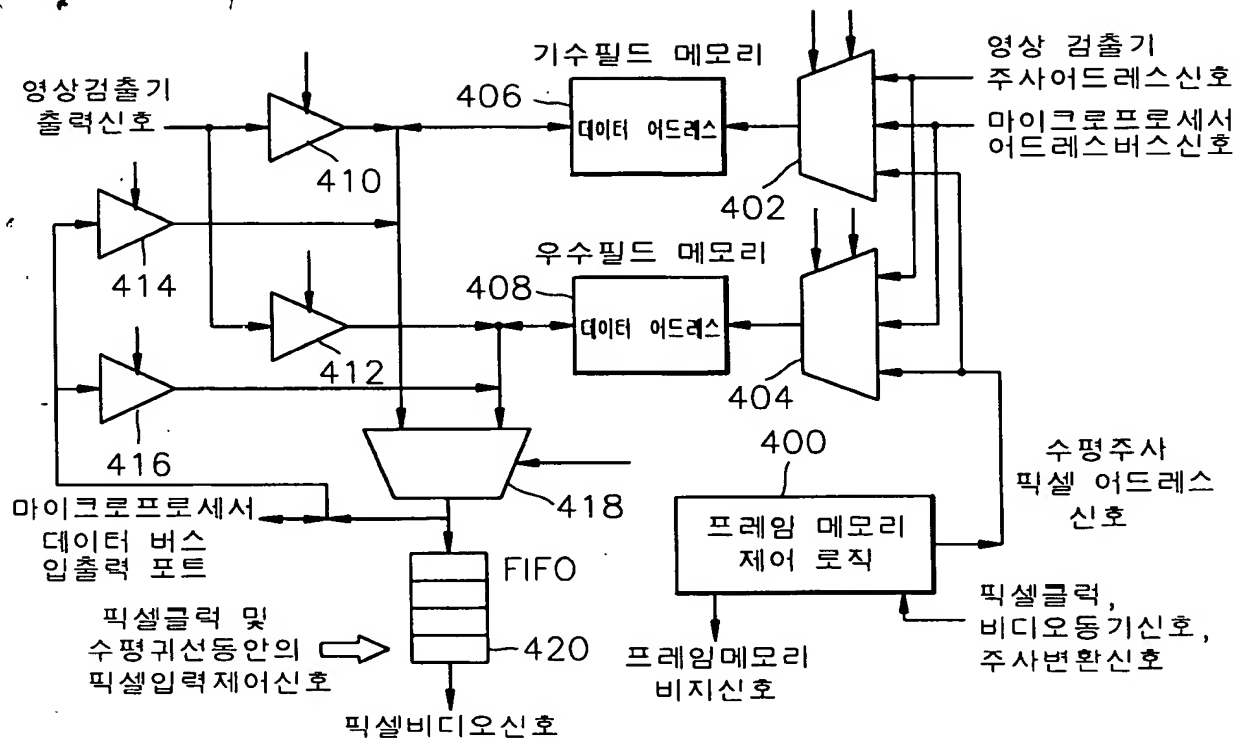 기수필드 메모리
영상 검출기
주사어드레스신호
영상검출기
출력신호
406
데이터 어드레스
마이크로프로세서
어드레스버스신호
410
402
414
우수필드 메모리
408
데이터 어드레스
412
404
416
400
수평주사
픽셀 어드레스
신호
418
마이크로프로세서
데이터 버스
입출력 포트
프레임 메모리
제어 로직
FIFO
픽셀클럭 및
수평귀선동안의
픽셀입력제어신호
420
픽셀클럭,
비디오동기신호,
주사변환신호
프레임메모리
비지신호
픽셀비디오신호